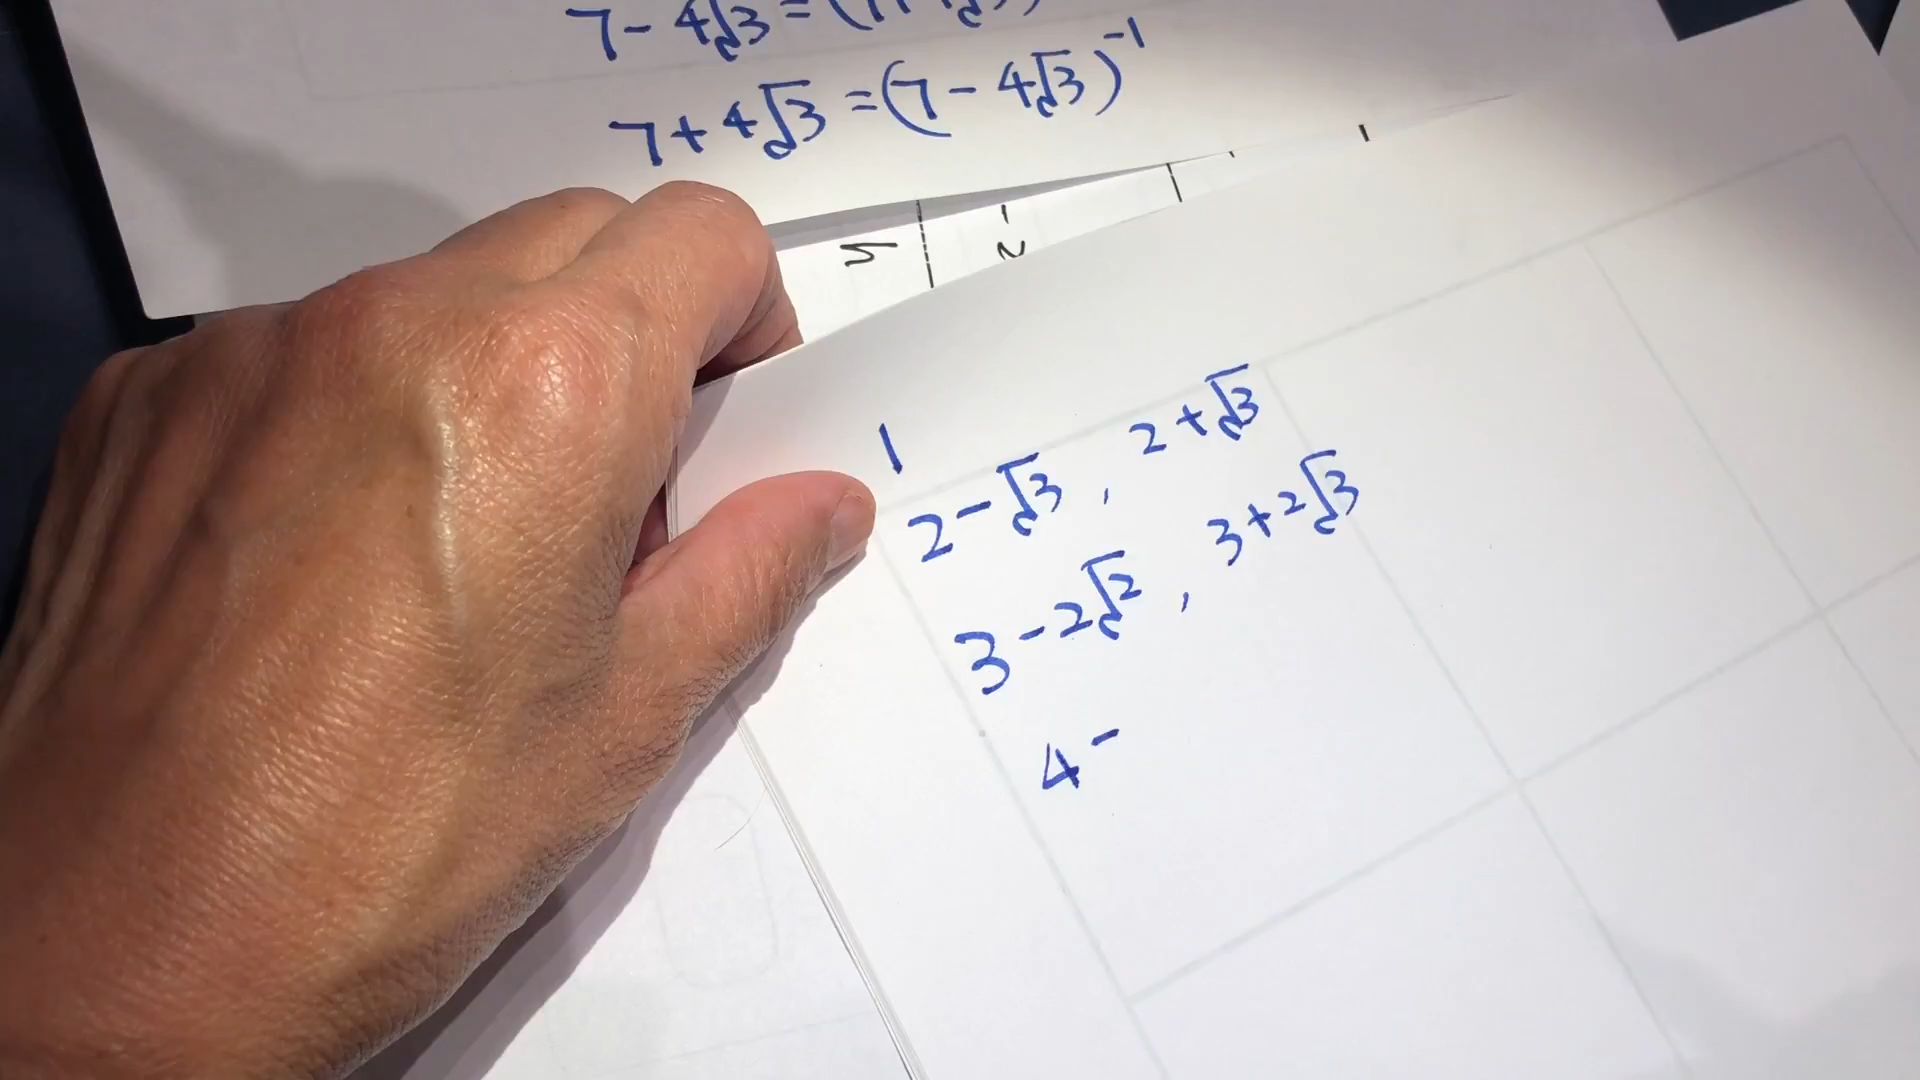 7 - 4√3 = (7
7 + 4√3 = (7 - 4√3)⁻¹
1
2 - √3 , 2 + √3
3 - 2√2 , 3 + 2√3
4 -